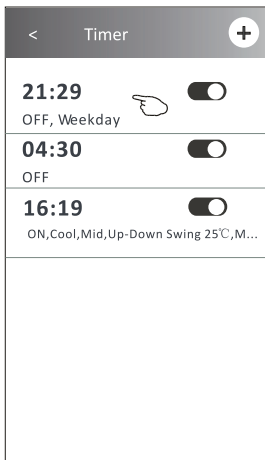 < Timer +
21:29
OFF, Weekday
04:30
OFF
16:19
ON,Cool,Mid,Up-Down Swing 25℃,M...